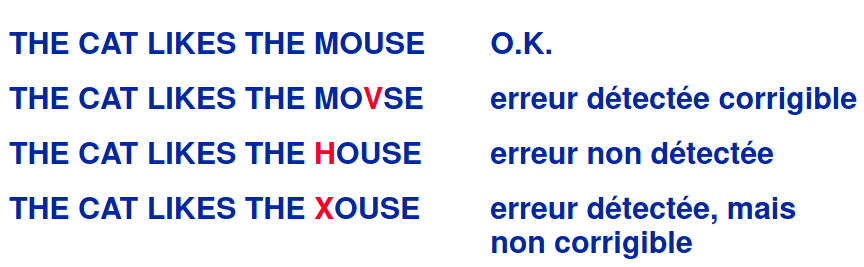 THE CAT LIKES THE MOUSE O.K.
THE CAT LIKES THE MOVSE erreur détectée corrigible
THE CAT LIKES THE HOUSE erreur non détectée
THE CAT LIKES THE XOUSE erreur détectée, mais
non corrigible